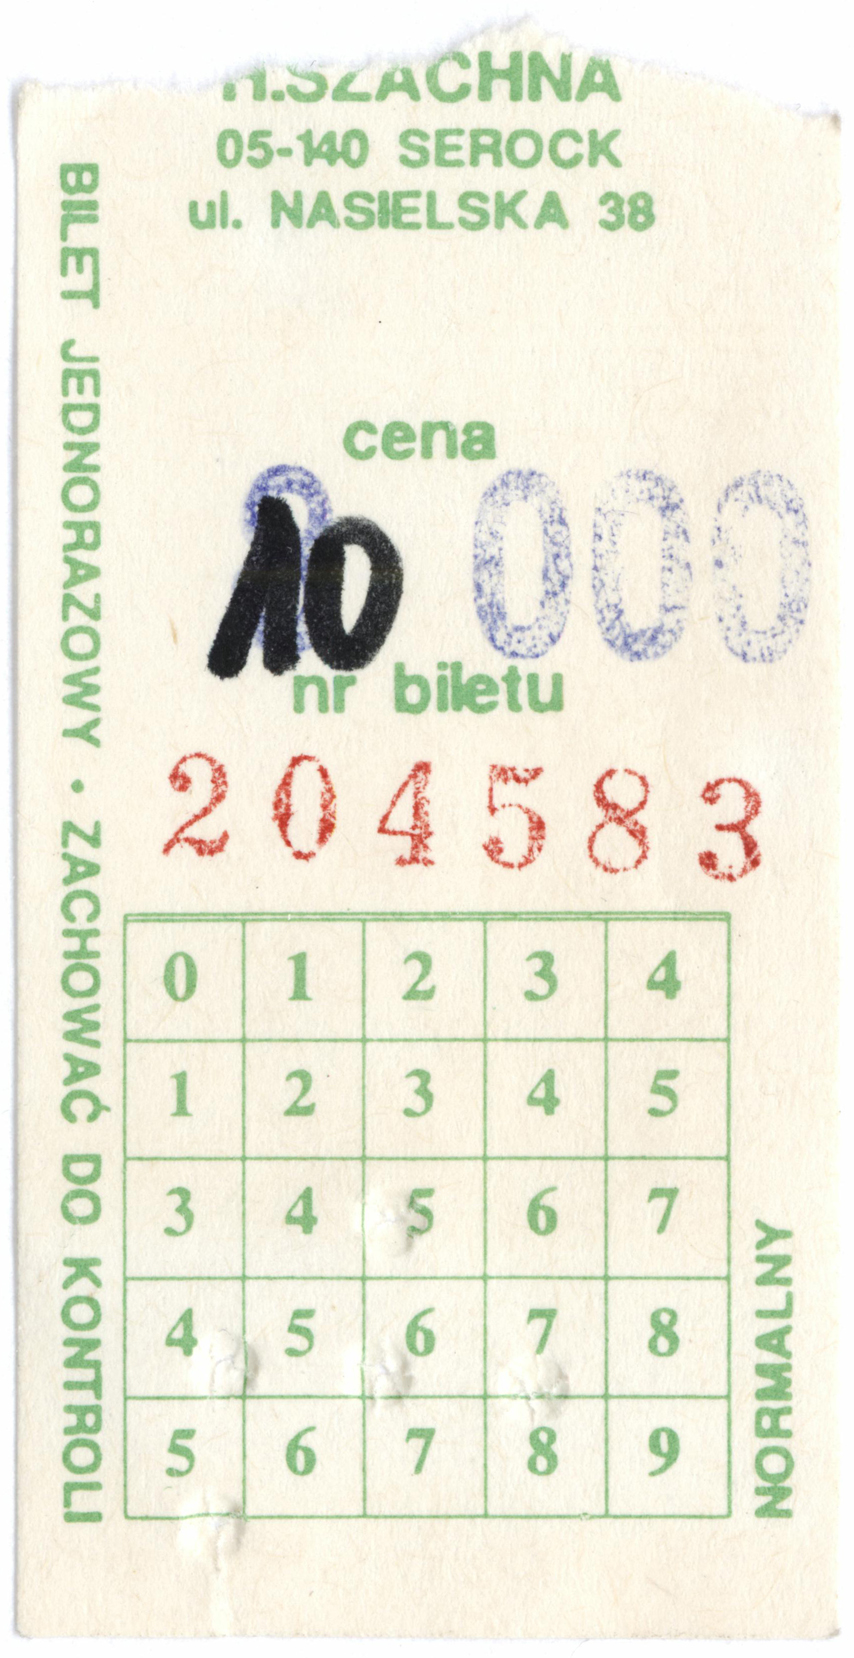 H.SZACHNA
05-140 SEROCK
ul. NASIELSKA 38
BILET JEDNORAZOWY • ZACHOWAĆ DO KONTROLI
cena
10 000
nr biletu
204583
0 1 2 3 4
1 2 3 4 5
3 4 5 6 7
4 5 6 7 8
5 6 7 8 9
NORMALNY